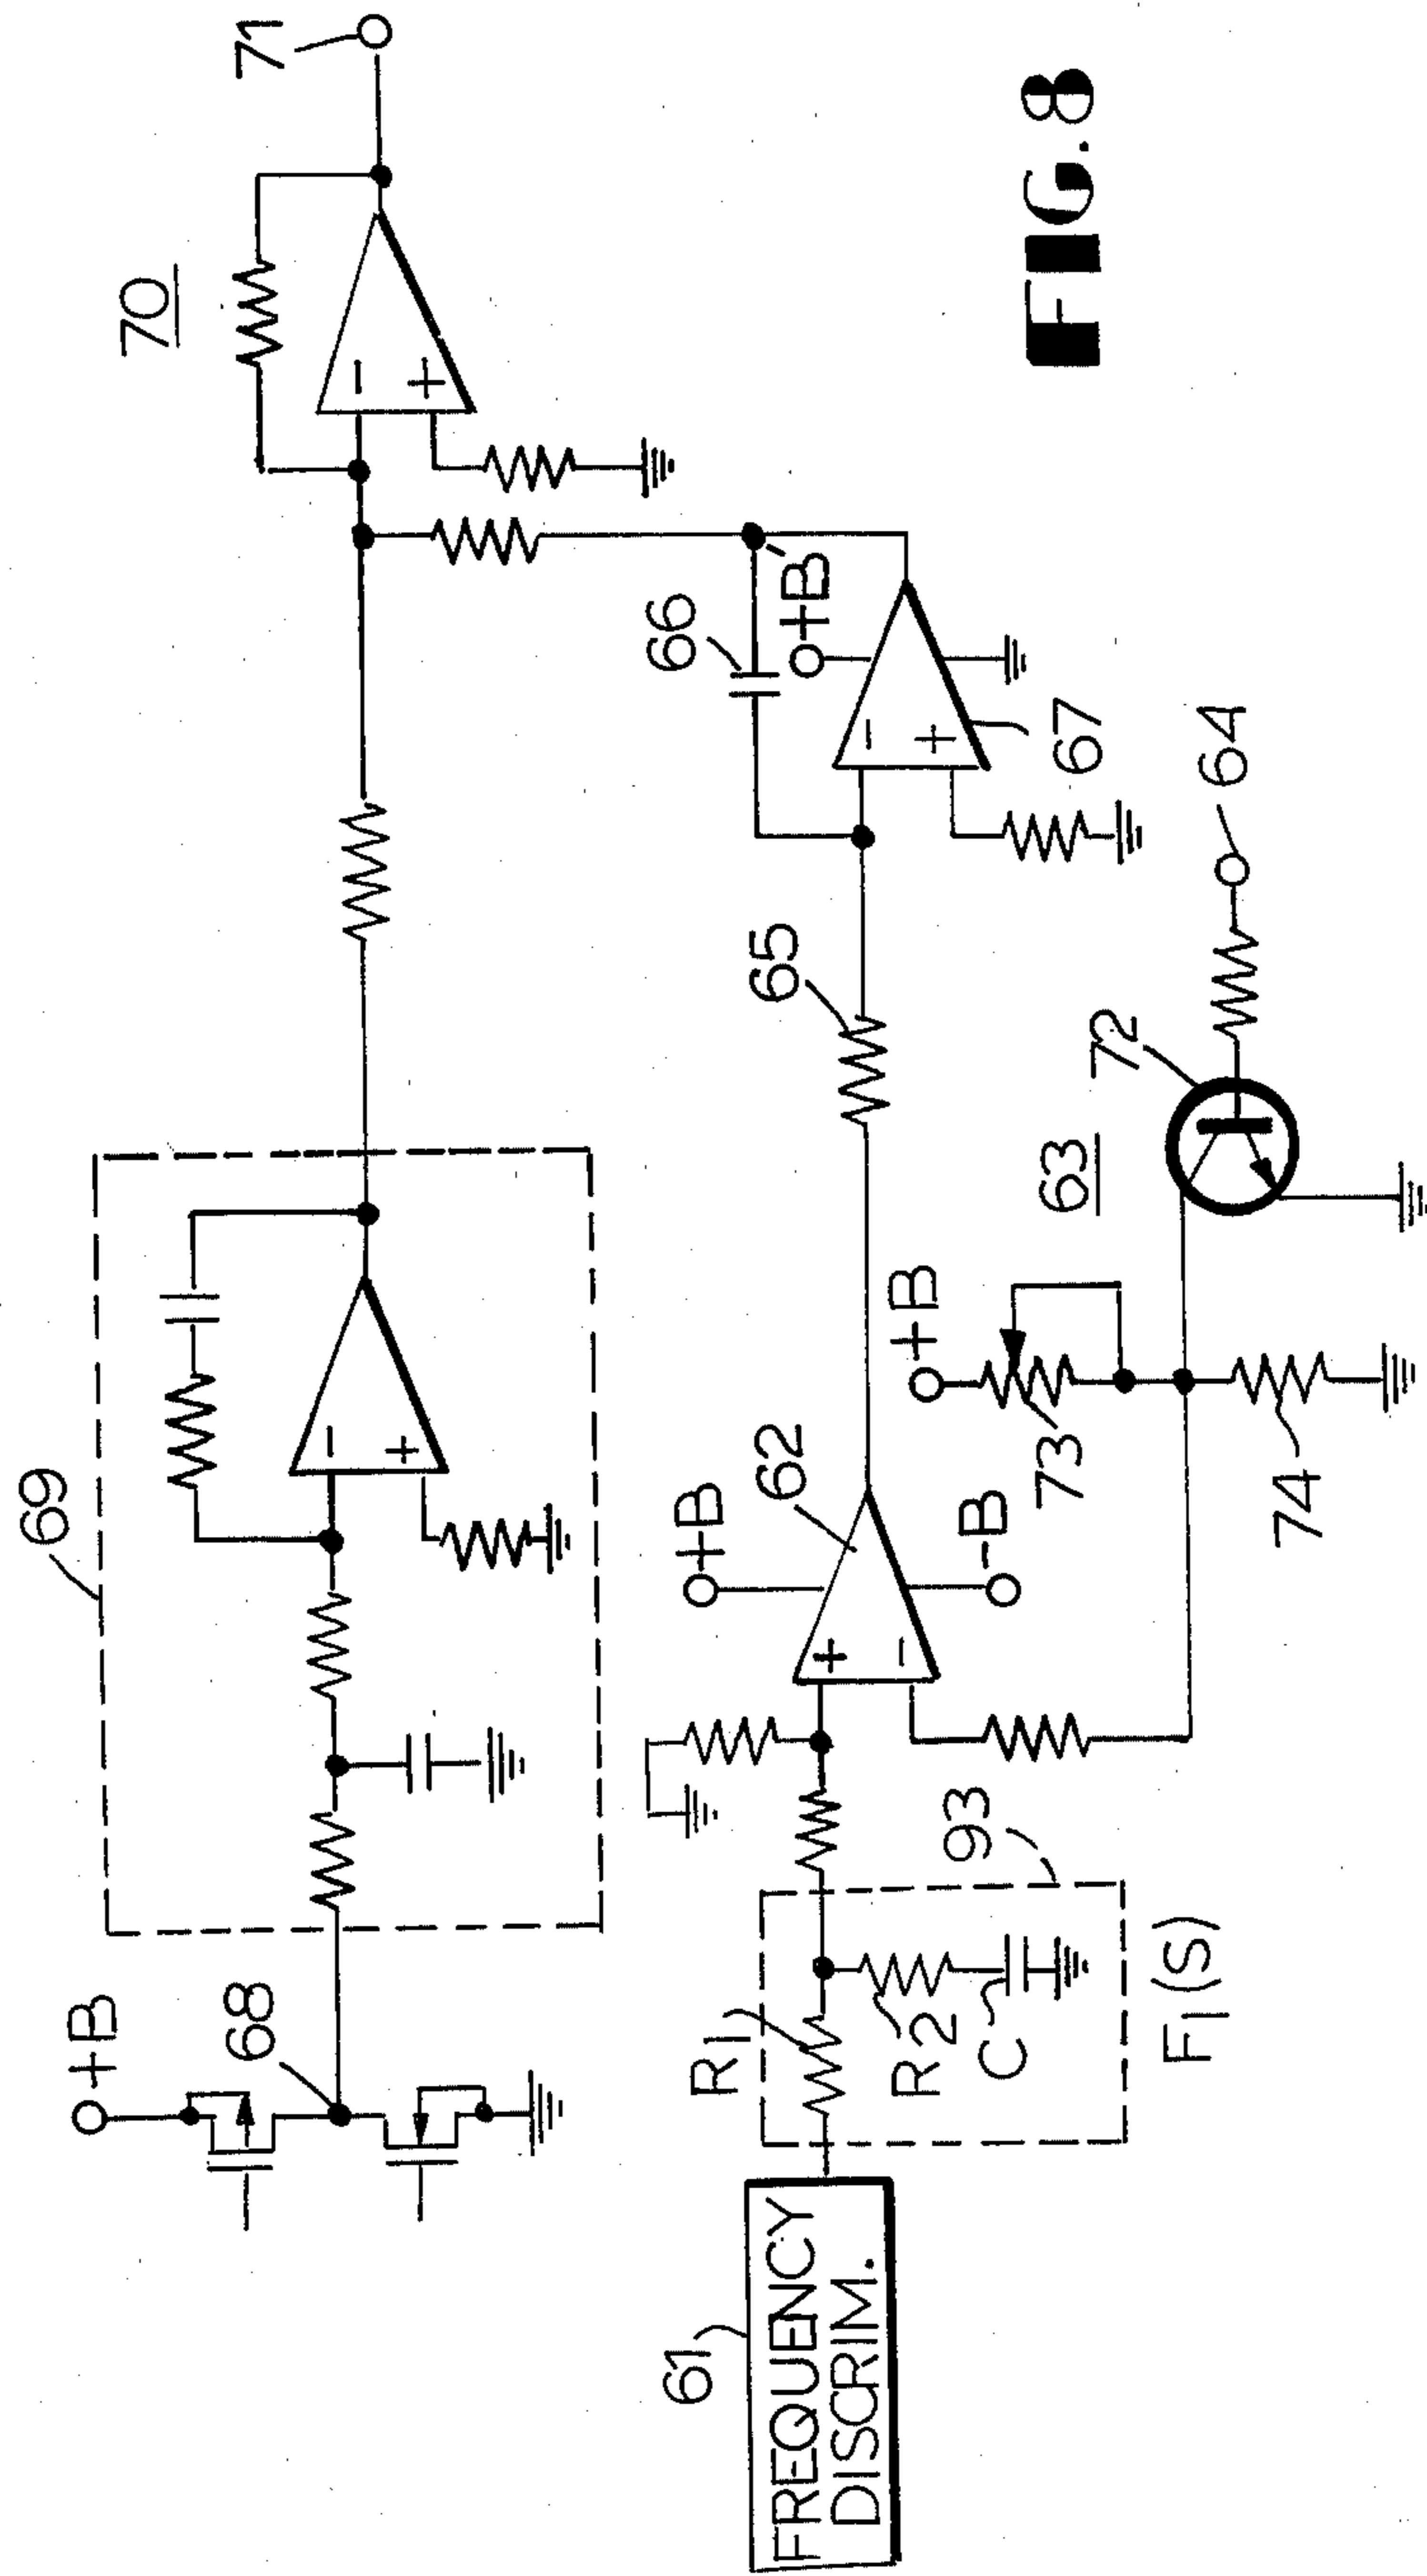 69
70
71
+B
68
−
+
−
+
66
+B
61
FREQUENCY
DISCRIM.
R1
R2
C
93
F1(S)
+B
62
+
−
-B
65
−
+
67
+B
73
74
63
72
64
FIG.8